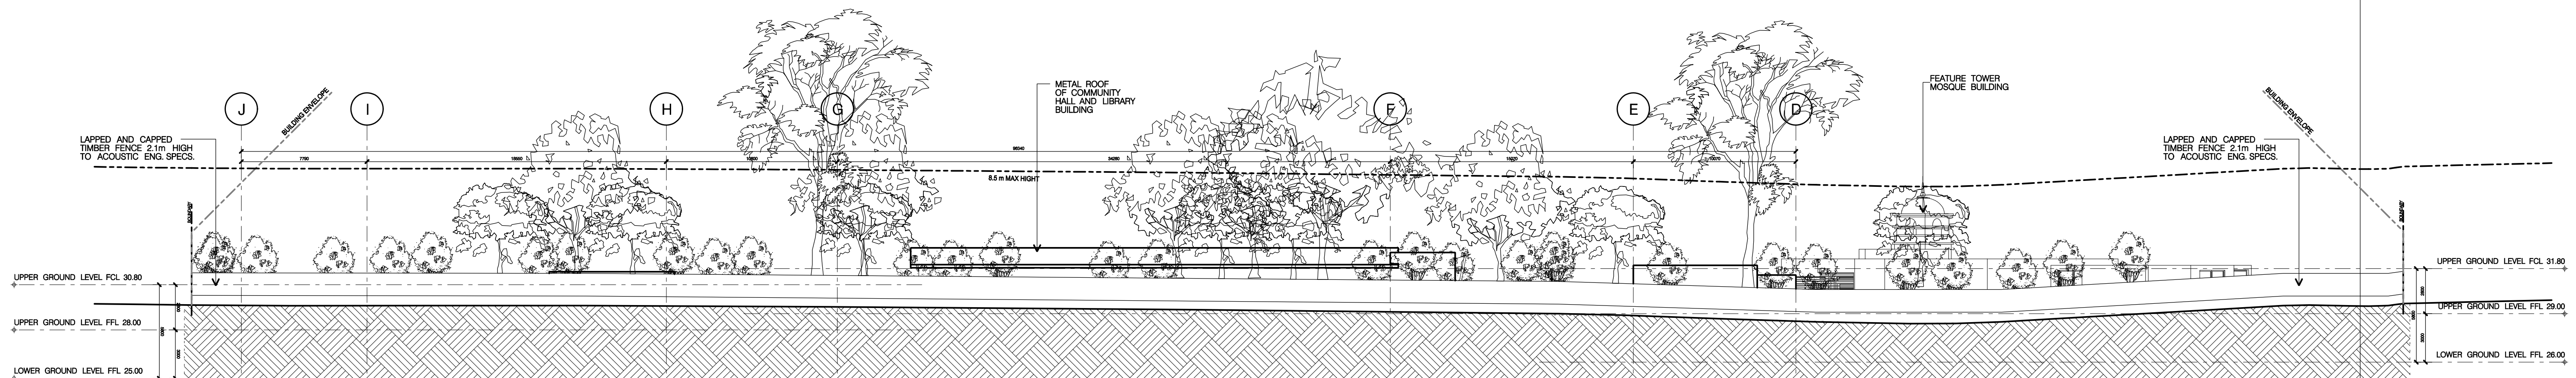 J
I
H
G
F
E
D
BUILDING ENVELOPE
METAL ROOF
OF COMMUNITY
HALL AND LIBRARY
BUILDING
FEATURE TOWER
MOSQUE BUILDING
BUILDING ENVELOPE
LAPPED AND CAPPED
TIMBER FENCE 2.1m HIGH
TO ACOUSTIC ENG. SPECS.
LAPPED AND CAPPED
TIMBER FENCE 2.1m HIGH
TO ACOUSTIC ENG. SPECS.
96340
7790
18550
34280
8.5 m MAX HIGHT
UPPER GROUND LEVEL FCL 30.80
UPPER GROUND LEVEL FFL 28.00
LOWER GROUND LEVEL FFL 25.00
UPPER GROUND LEVEL FCL 31.80
UPPER GROUND LEVEL FFL 29.00
LOWER GROUND LEVEL FFL 26.00